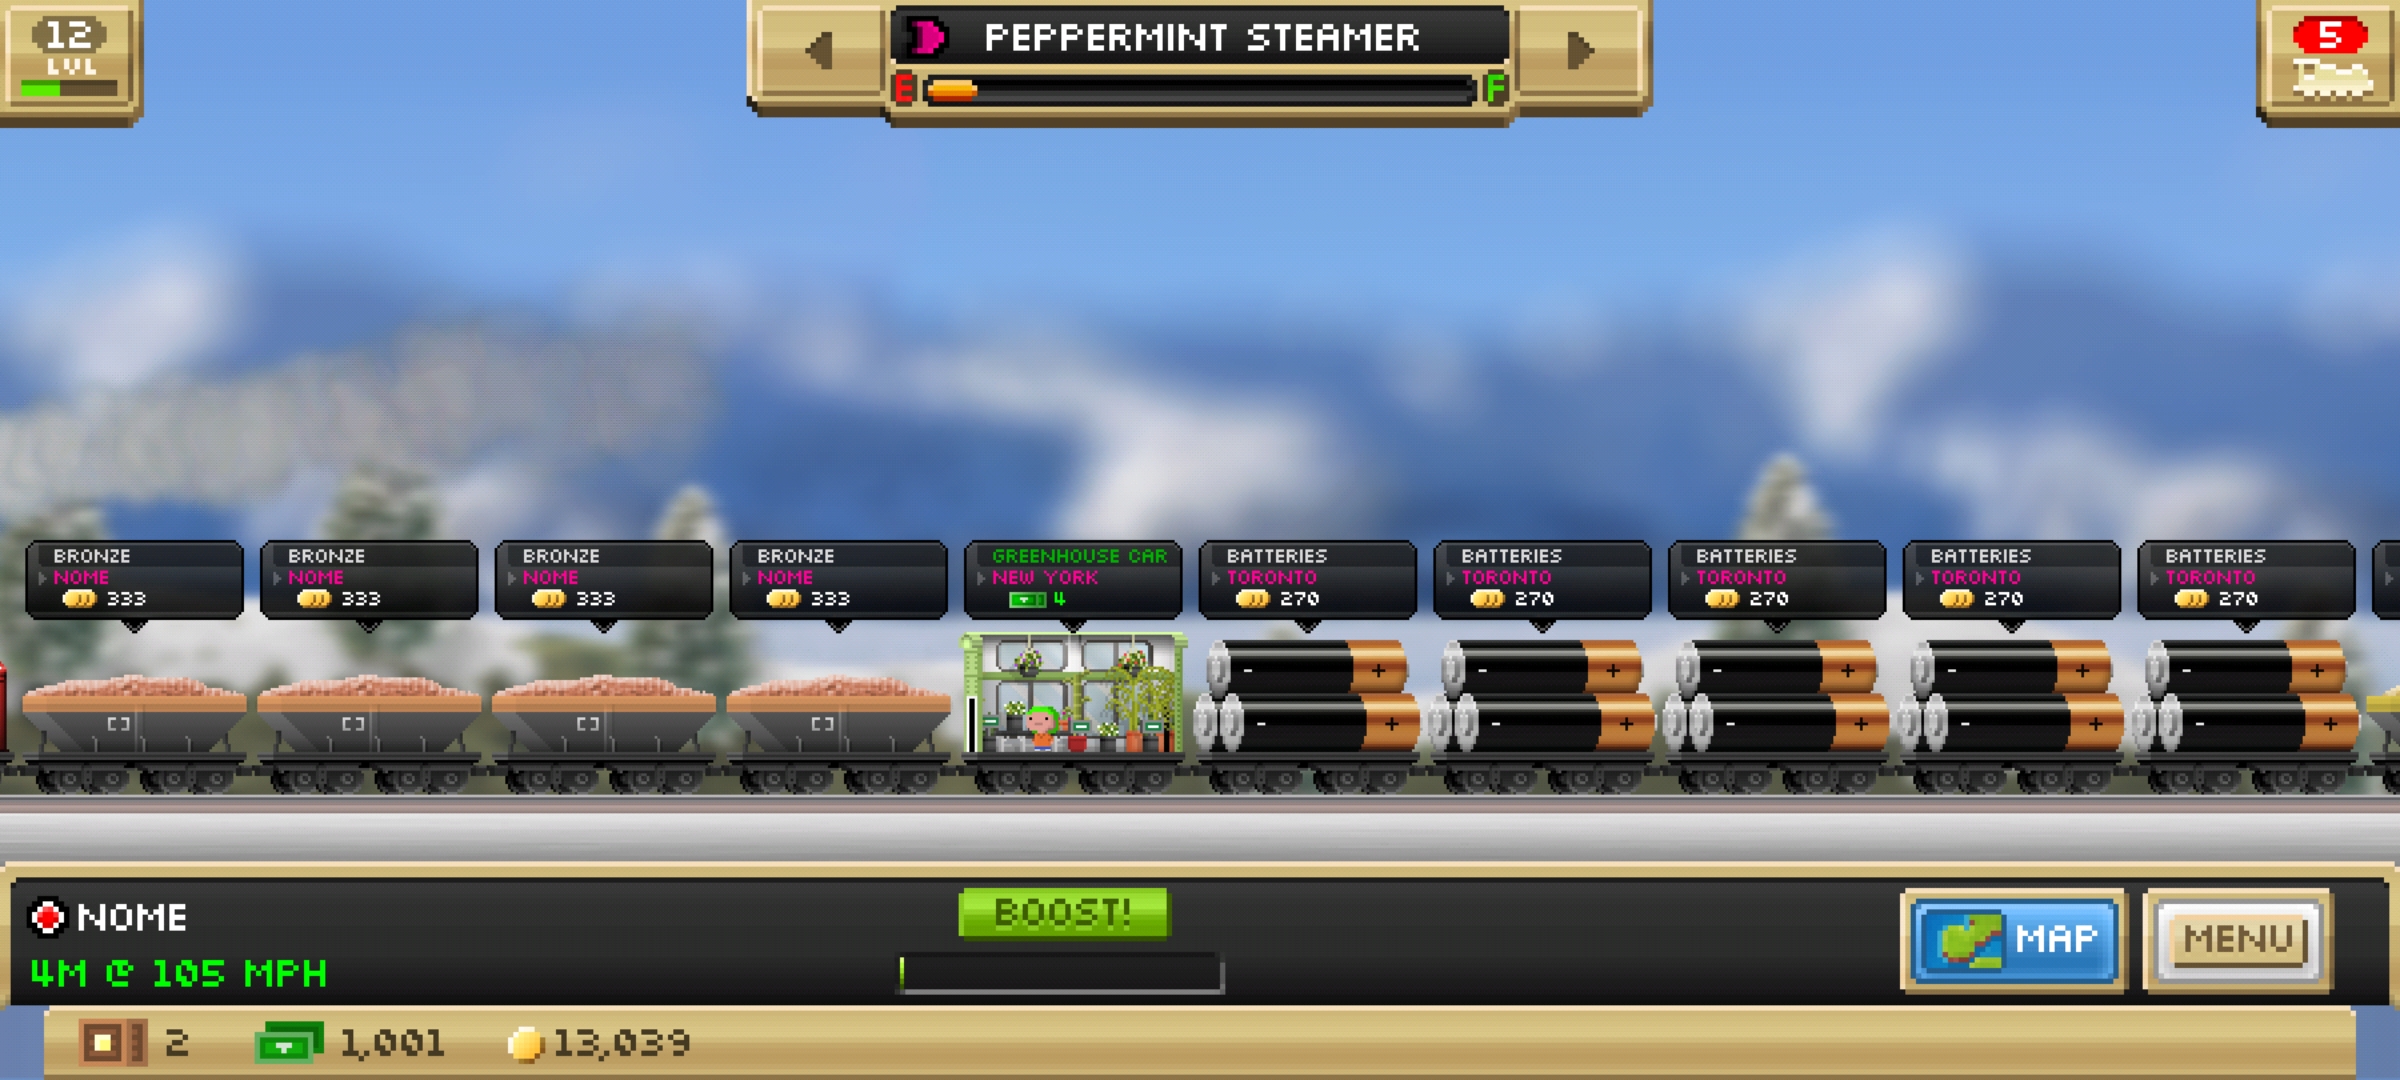 12
LVL
PEPPERMINT STEAMER
E
F
5
BRONZE
NOME
333
BRONZE
NOME
333
BRONZE
NOME
333
BRONZE
NOME
333
GREENHOUSE CAR
NEW YORK
4
BATTERIES
TORONTO
270
BATTERIES
TORONTO
270
BATTERIES
TORONTO
270
BATTERIES
TORONTO
270
BATTERIES
TORONTO
270
NOME
4M @ 105 MPH
BOOST!
MAP
MENU
2
1,001
13,039